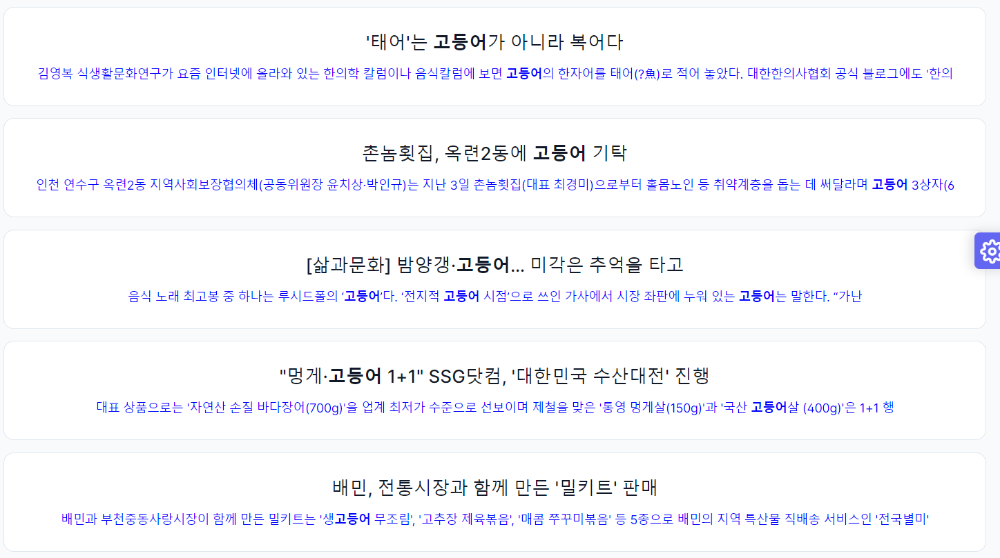 '태어'는 고등어가 아니라 복어다
김영복 식생활문화연구가 요즘 인터넷에 올라와 있는 한의학 칼럼이나 음식칼럼에 보면 고등어의 한자어를 태어(?魚)로 적어 놓았다. 대한한의사협회 공식 블로그에도 '한의
촌놈횟집, 옥련2동에 고등어 기탁
인천 연수구 옥련2동 지역사회보장협의체(공동위원장 윤치상·박인규)는 지난 3일 촌놈횟집(대표 최경미)으로부터 홀몸노인 등 취약계층을 돕는 데 써달라며 고등어 3상자(6
[삶과문화] 밤양갱·고등어... 미각은 추억을 타고
음식 노래 최고봉 중 하나는 루시드폴의 ‘고등어’다. ‘전지적 고등어 시점’으로 쓰인 가사에서 시장 좌판에 누워 있는 고등어는 말한다. “가난
"멍게·고등어 1+1" SSG닷컴, '대한민국 수산대전' 진행
대표 상품으로는 '자연산 손질 바다장어(700g)'을 업계 최저가 수준으로 선보이며 제철을 맞은 '통영 멍게살(150g)'과 '국산 고등어살 (400g)'은 1+1 행
배민, 전통시장과 함께 만든 '밀키트' 판매
배민과 부천중동사랑시장이 함께 만든 밀키트는 '생고등어 무조림', '고추장 제육볶음', '매콤 쭈꾸미볶음' 등 5종으로 배민의 지역 특산물 직배송 서비스인 '전국별미'